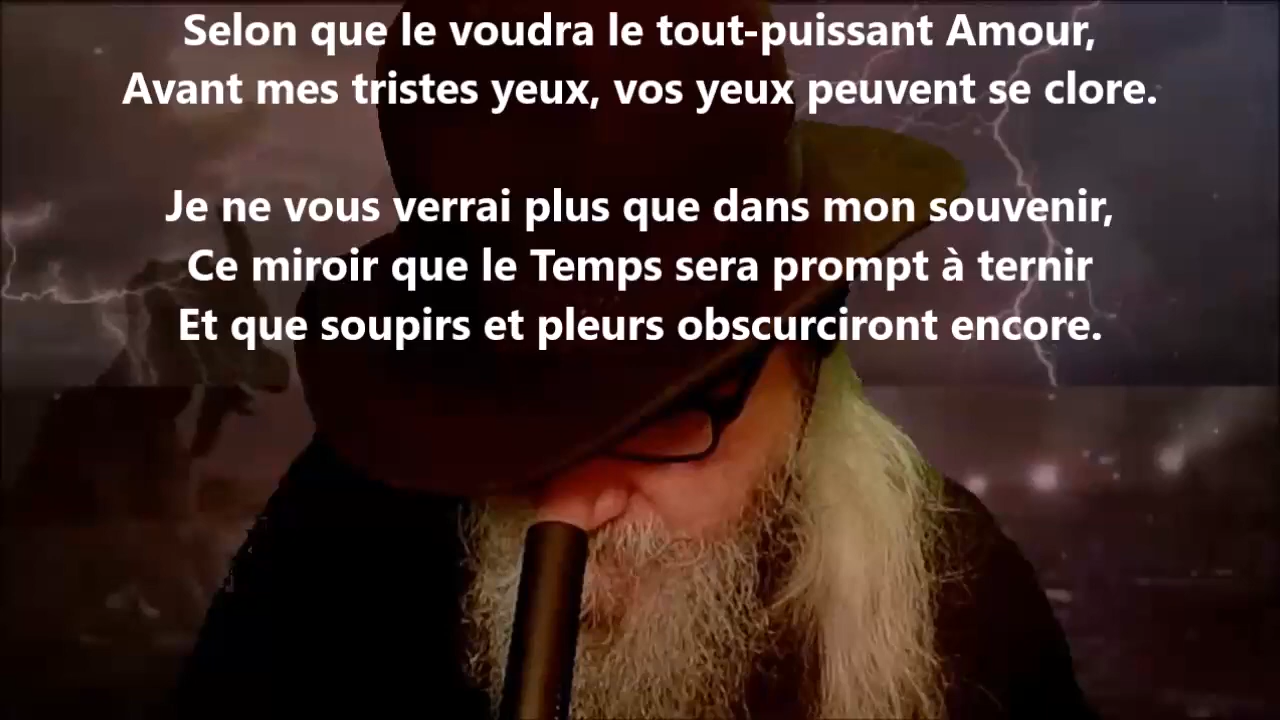 Selon que le voudra le tout-puissant Amour,
Avant mes tristes yeux, vos yeux peuvent se clore.
Je ne vous verrai plus que dans mon souvenir,
Ce miroir que le Temps sera prompt à ternir
Et que soupirs et pleurs obscurciront encore.